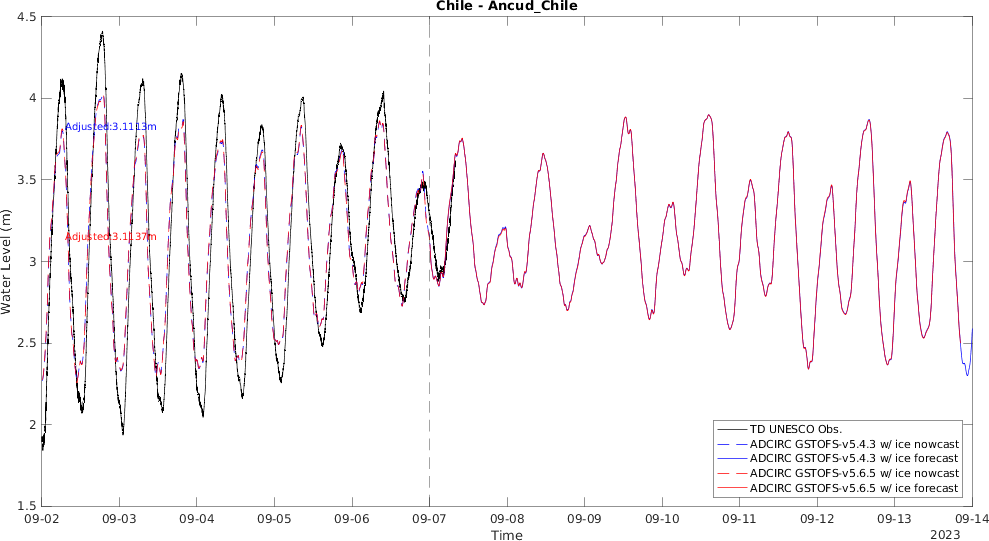 Chile - Ancud_Chile
4.5
4
3.5
3
2.5
2
1.5
Water Level (m)
Adjusted:3.1113m
Adjusted:3.1137m
TD UNESCO Obs.
ADCIRC GSTOFS-v5.4.3 w/ ice nowcast
ADCIRC GSTOFS-v5.4.3 w/ ice forecast
ADCIRC GSTOFS-v5.6.5 w/ ice nowcast
ADCIRC GSTOFS-v5.6.5 w/ ice forecast
09-02 09-03 09-04 09-05 09-06 09-07 09-08 09-09 09-10 09-11 09-12 09-13 09-14
Time
2023